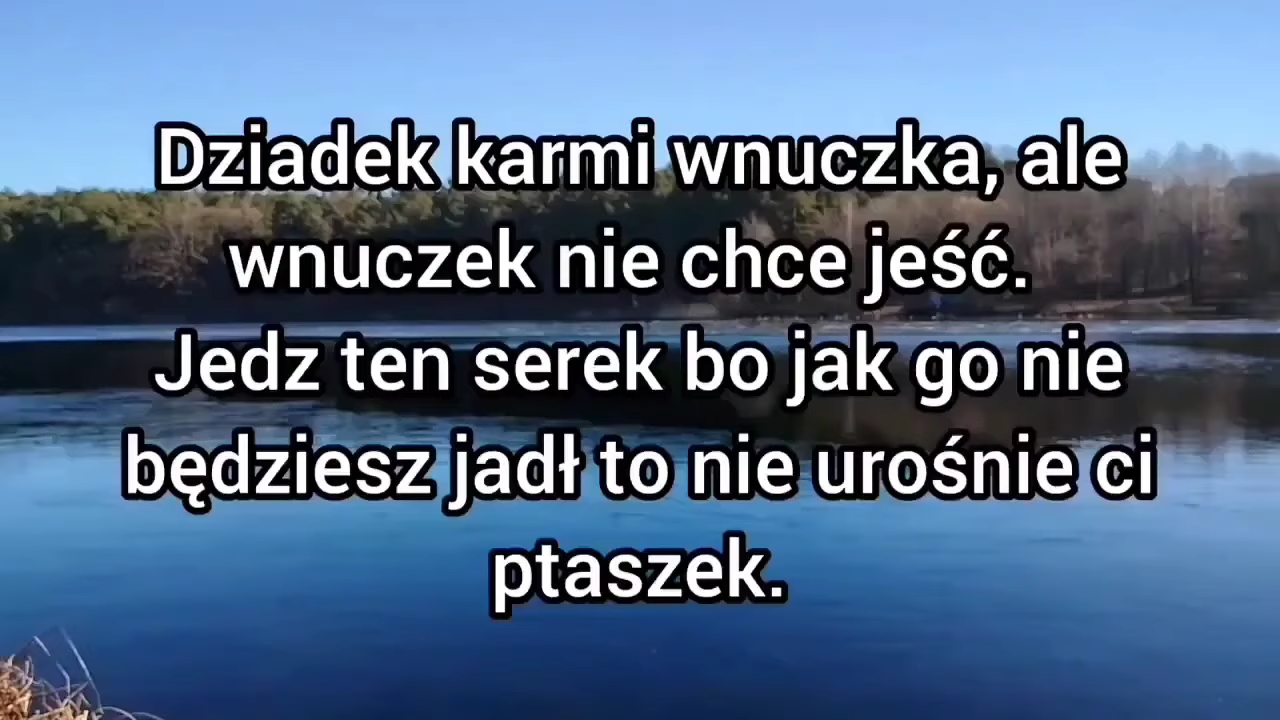 Dziadek karmi wnuczka, ale
wnuczek nie chce jeść.
Jedz ten serek bo jak go nie
będziesz jadł to nie urośnie ci
ptaszek.